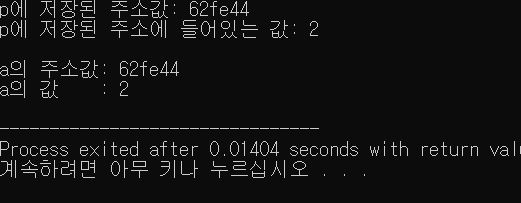 p에 저장된 주소값: 62fe44
p에 저장된 주소에 들어있는 값: 2
a의 주소값: 62fe44
a의 값    : 2
--------------------------------
Process exited after 0.01404 seconds with return
계속하려면 아무 키나 누르십시오 . . .